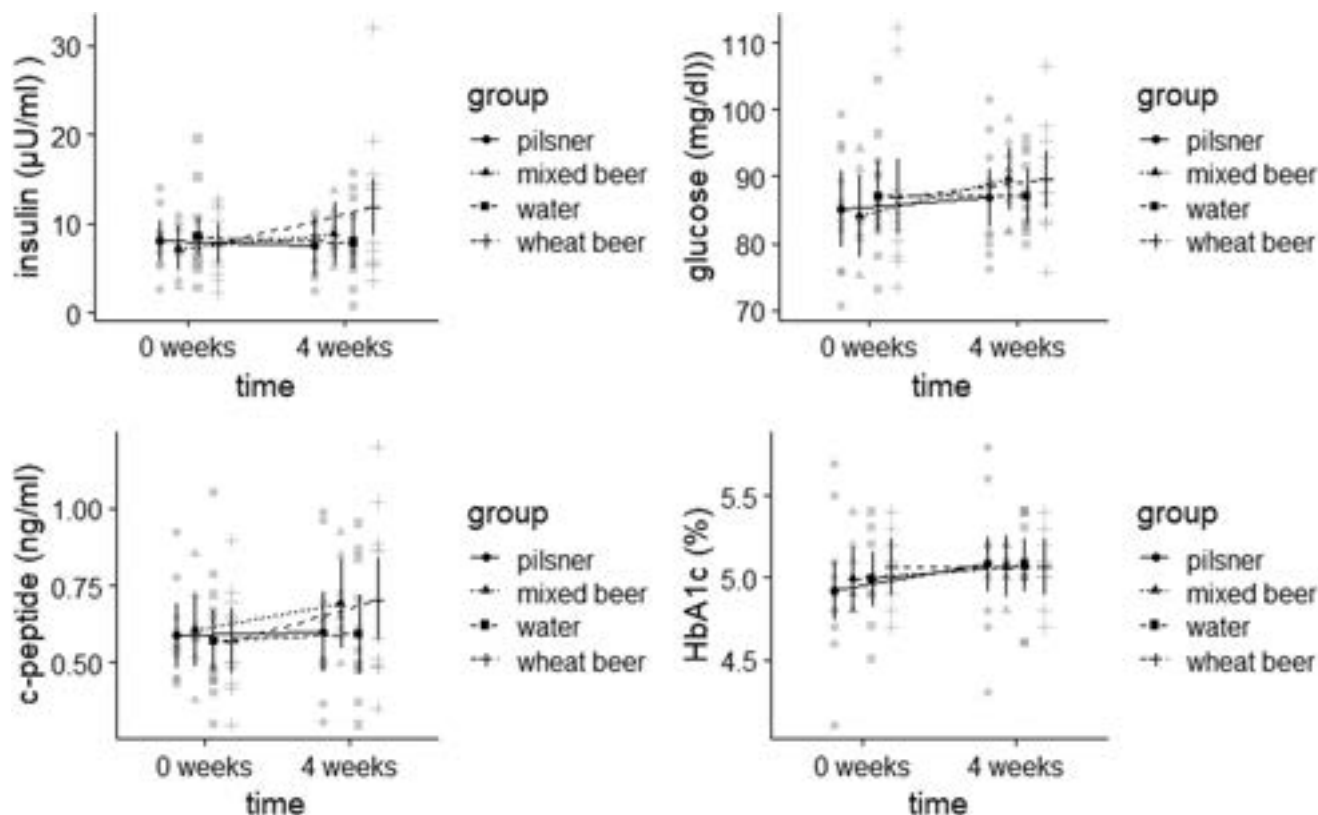 insulin (µU/ml) )
30
20
10
0
0 weeks
4 weeks
time
group
pilsner
mixed beer
water
wheat beer
glucose (mg/dl))
110
100
90
80
70
0 weeks
4 weeks
time
group
pilsner
mixed beer
water
wheat beer
c-peptide (ng/ml)
1.00
0.75
0.50
0 weeks
4 weeks
time
group
pilsner
mixed beer
water
wheat beer
HbA1c (%)
5.5
5.0
4.5
0 weeks
4 weeks
time
group
pilsner
mixed beer
water
wheat beer